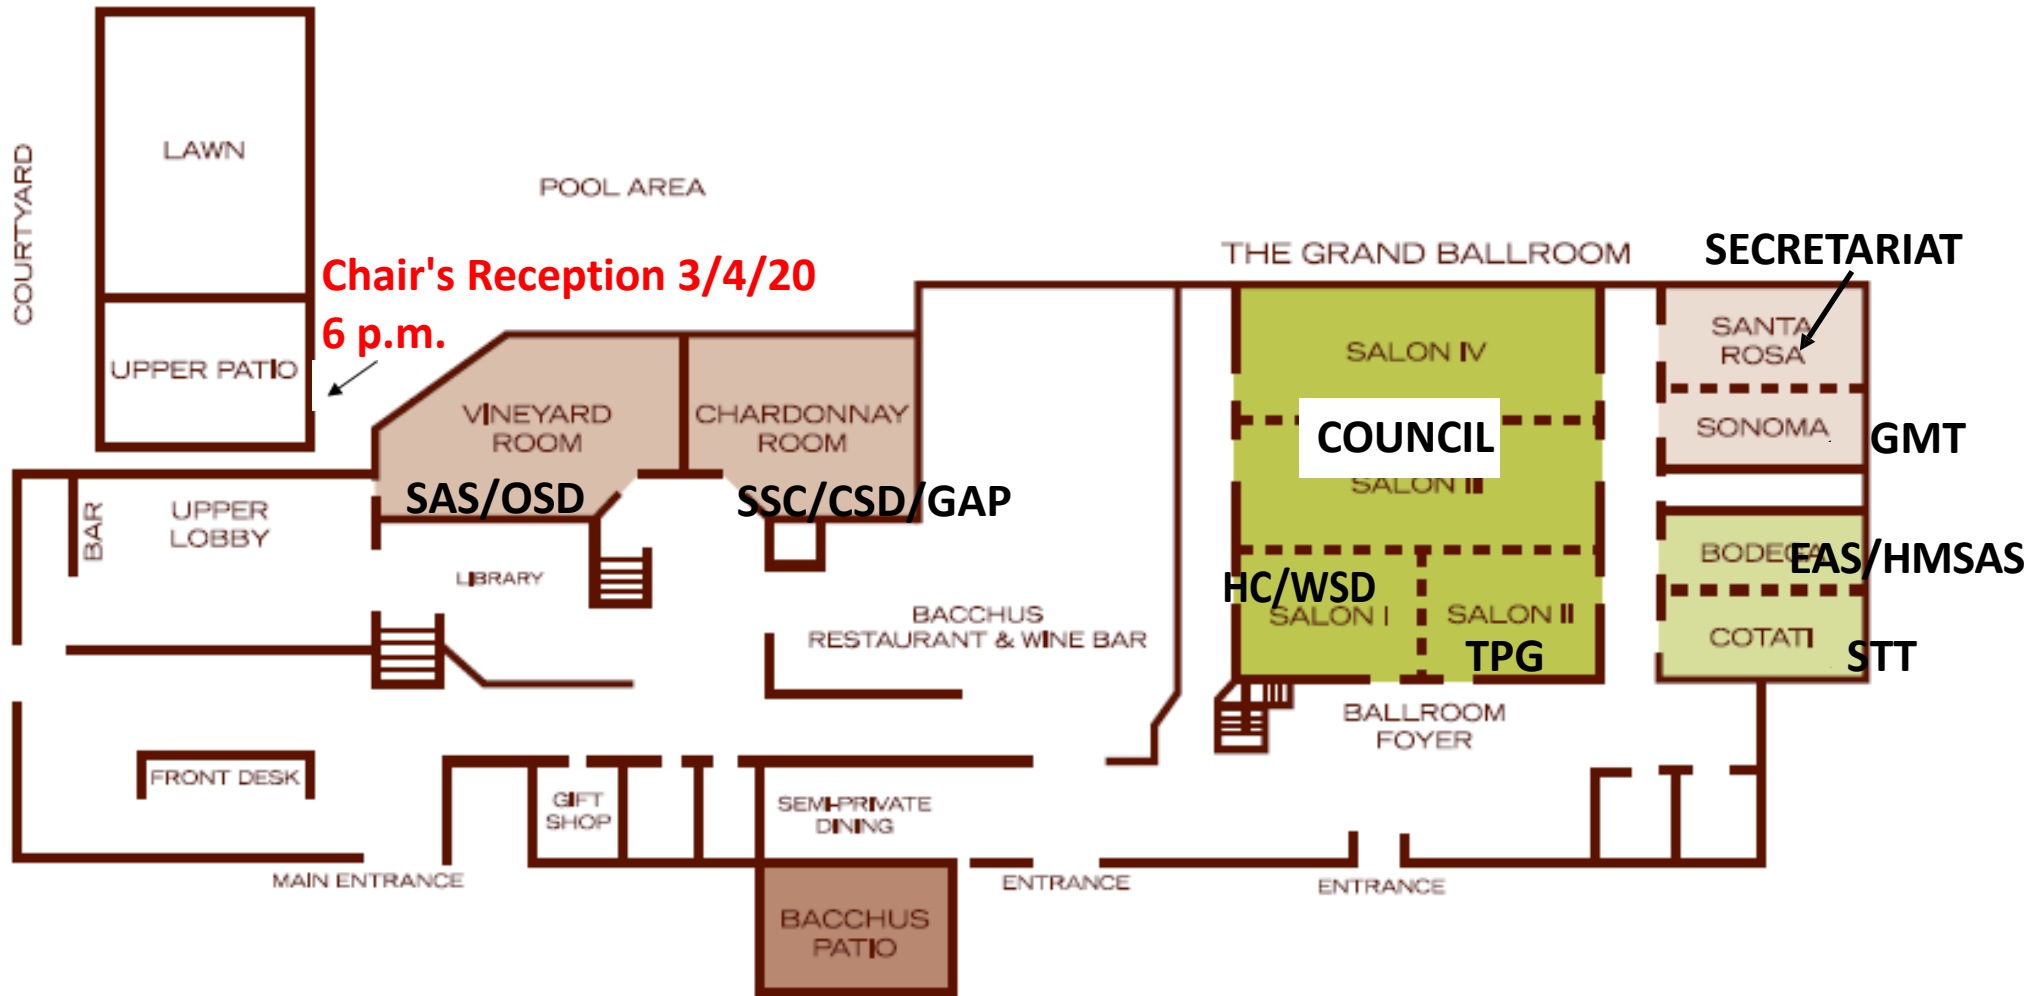 COURTYARD
LAWN
UPPER PATIO
POOL AREA
Chair's Reception 3/4/20
6 p.m.
VINEYARD
ROOM
SAS/OSD
CHARDONNAY
ROOM
SSC/CSD/GAP
THE GRAND BALLROOM
SECRETARIAT
SALON IV
COUNCIL
SALON III
HC/WSD
SALON I
SALON II
TPG
SANTA
ROSA
SONOMA
GMT
BODEGA
EAS/HMSAS
COTATI
STT
BAR
UPPER
LOBBY
LIBRARY
BACCHUS
RESTAURANT & WINE BAR
BALLROOM
FOYER
FRONT DESK
GIFT
SHOP
SEMI-PRIVATE
DINING
MAIN ENTRANCE
ENTRANCE
ENTRANCE
BACCHUS
PATIO